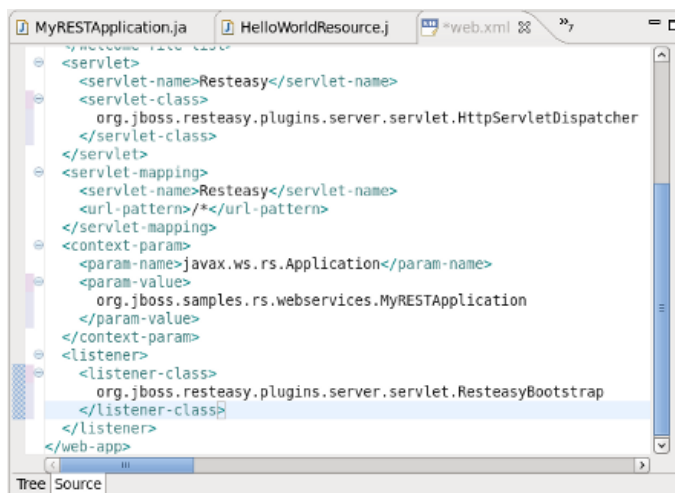 MyRESTApplication.ja
HelloWorldResource.j
*web.xml
»7
</welcome-file-list>
<servlet>
<servlet-name>Resteasy</servlet-name>
<servlet-class>
org.jboss.resteasy.plugins.server.servlet.HttpServletDispatcher
</servlet-class>
</servlet>
<servlet-mapping>
<servlet-name>Resteasy</servlet-name>
<url-pattern>/*</url-pattern>
</servlet-mapping>
<context-param>
<param-name>javax.ws.rs.Application</param-name>
<param-value>
org.jboss.samples.rs.webservices.MyRESTApplication
</param-value>
</context-param>
<listener>
<listener-class>
org.jboss.resteasy.plugins.server.servlet.ResteasyBootstrap
</listener-class>
</listener>
</web-app>
Tree Source